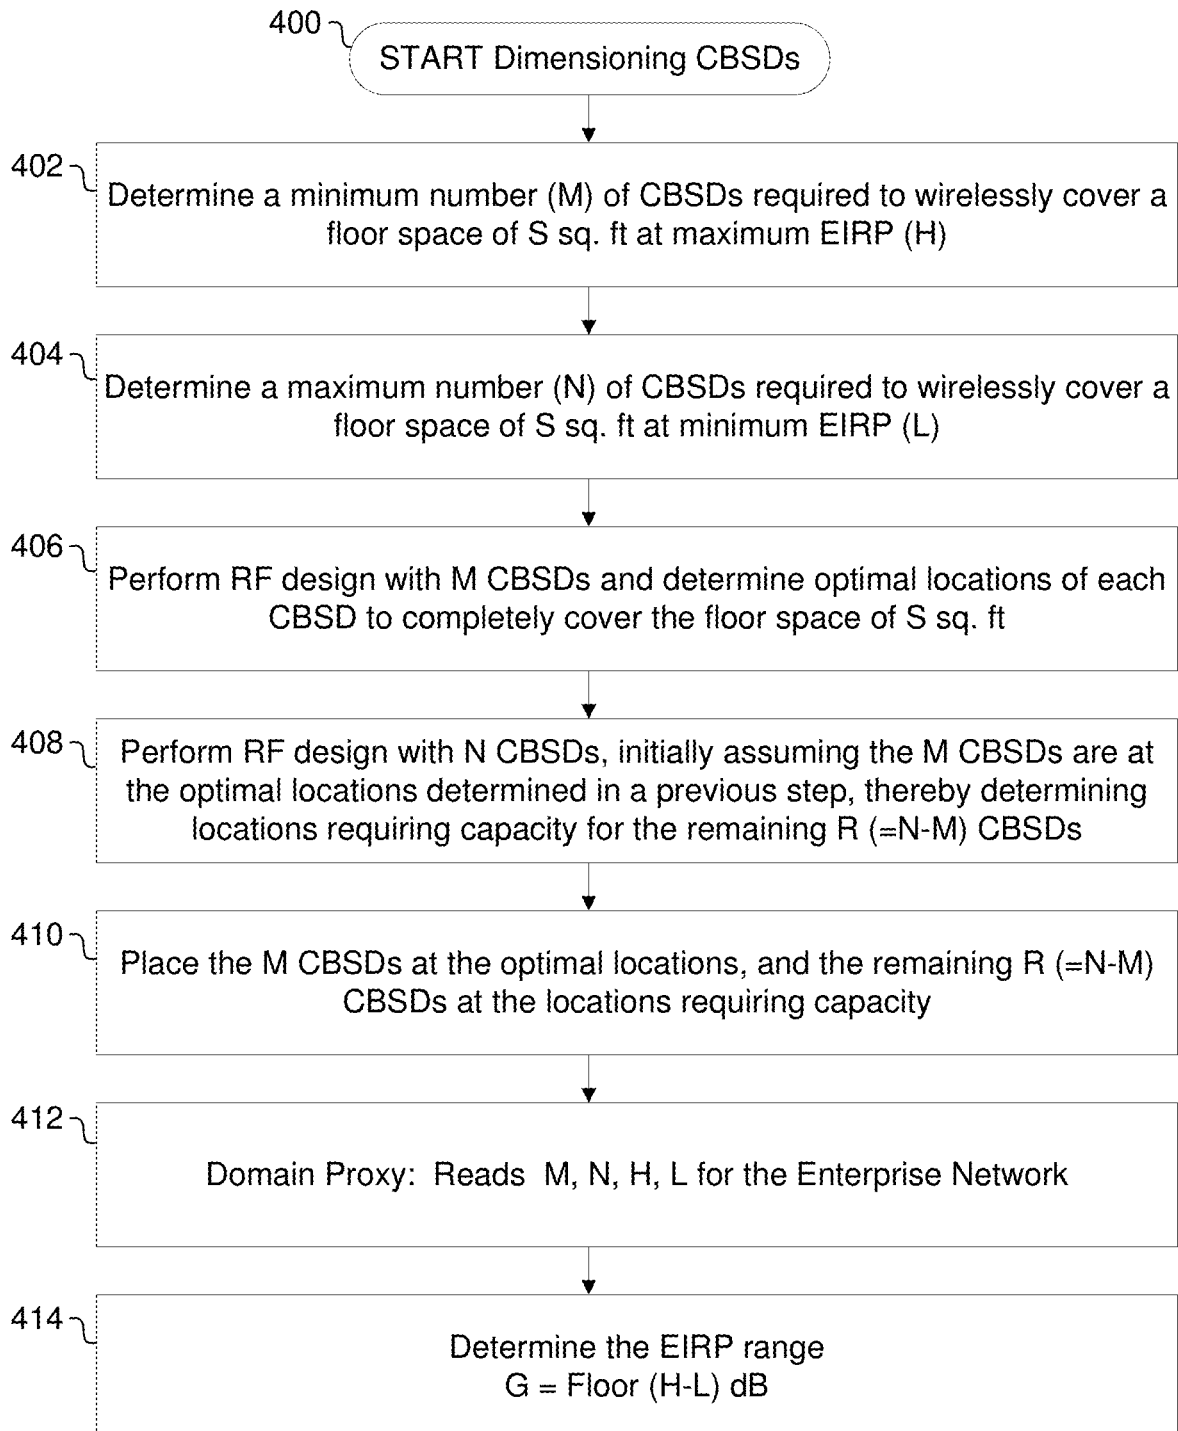 400
START Dimensioning CBSDs
402
Determine a minimum number (M) of CBSDs required to wirelessly cover a
floor space of S sq. ft at maximum EIRP (H)
404
Determine a maximum number (N) of CBSDs required to wirelessly cover a
floor space of S sq. ft at minimum EIRP (L)
406
Perform RF design with M CBSDs and determine optimal locations of each
CBSD to completely cover the floor space of S sq. ft
408
Perform RF design with N CBSDs, initially assuming the M CBSDs are at
the optimal locations determined in a previous step, thereby determining
locations requiring capacity for the remaining R (=N-M) CBSDs
410
Place the M CBSDs at the optimal locations, and the remaining R (=N-M)
CBSDs at the locations requiring capacity
412
Domain Proxy: Reads M, N, H, L for the Enterprise Network
414
Determine the EIRP range
G = Floor (H-L) dB